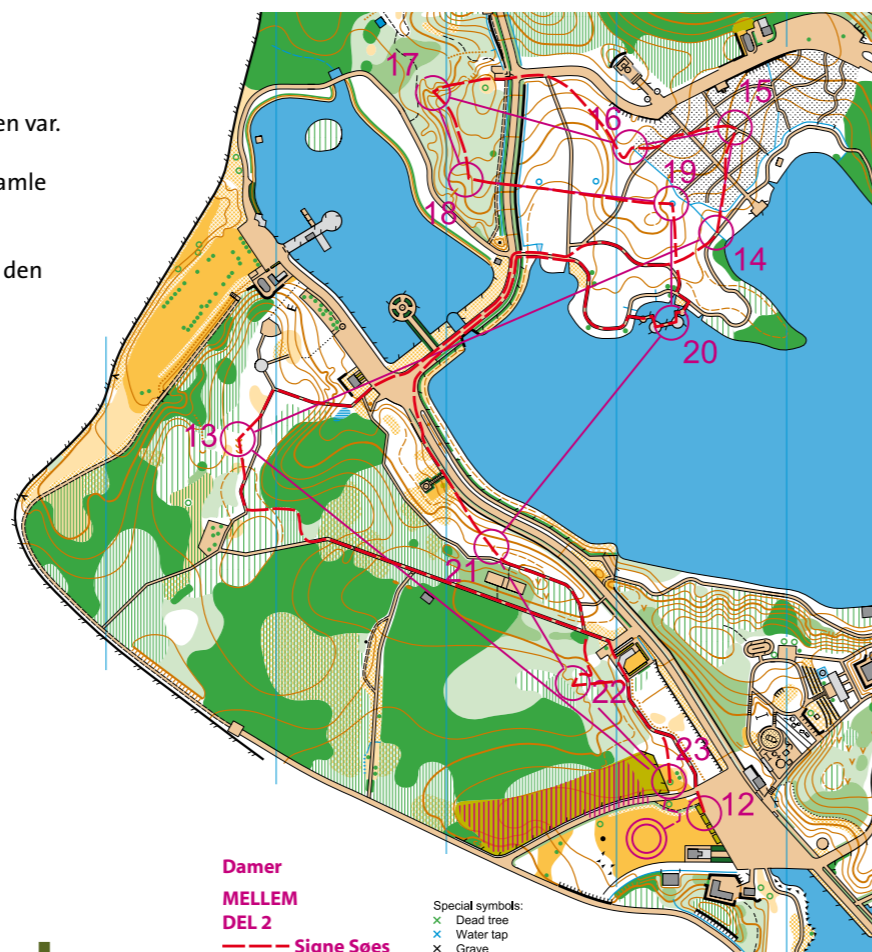 en var.
amle
den
17
15
16
19
18
14
20
13
21
22
23
12
Damer
MELLEM
DEL 2
Signe Søes
Special symbols:
× Dead tree
× Water tap
× Grave